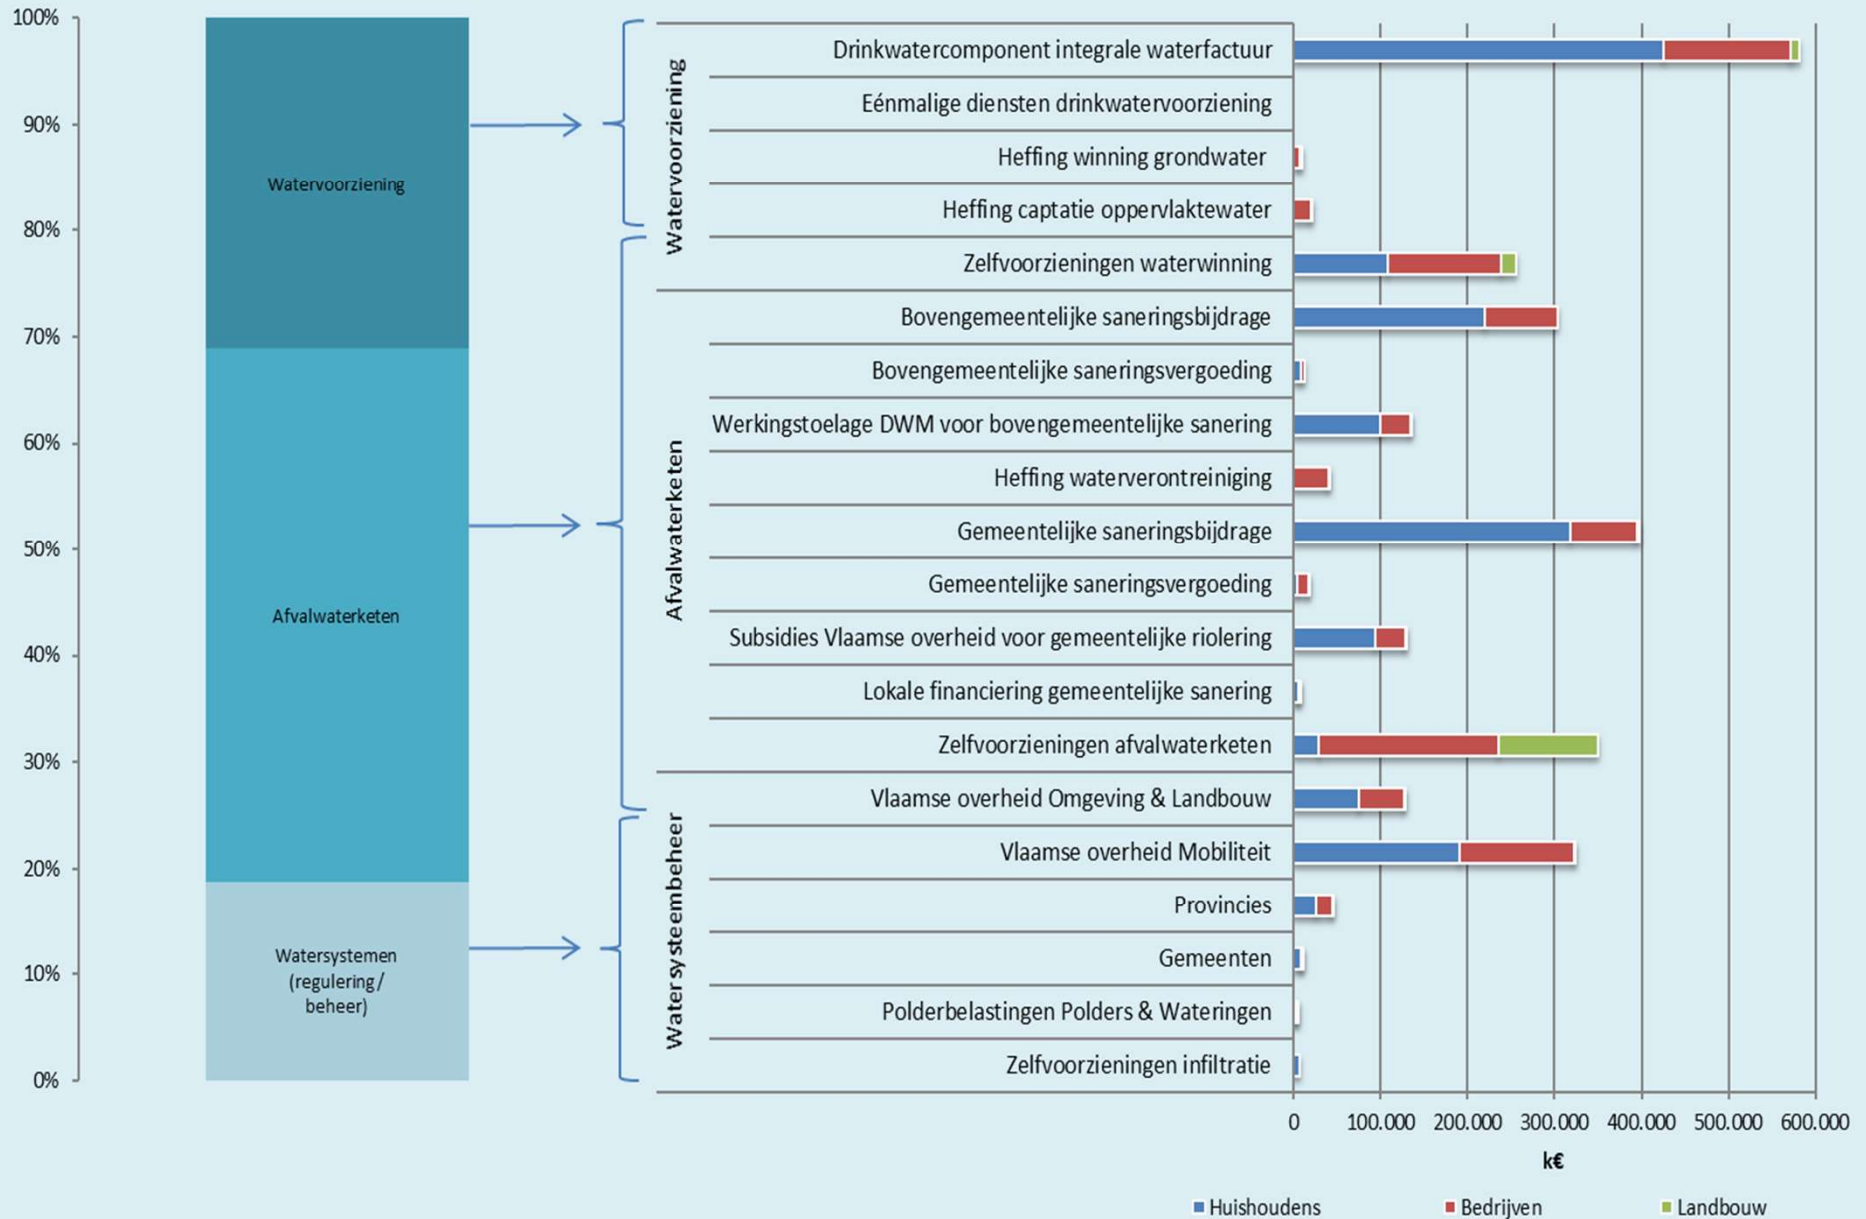 100%
90%
80%
70%
60%
50%
40%
30%
20%
10%
0%
Watervoorziening
Afvalwaterketen
Watersystemen
(regulering/
beheer)
Watervoorziening
Drinkwatercomponent integrale waterfactuur
Eénmalige diensten drinkwatervoorziening
Heffing winning grondwater
Heffing captatie oppervlaktewater
Zelfvoorzieningen waterwinning
Afvalwaterketen
Bovengemeentelijke saneringsbijdrage
Bovengemeentelijke saneringsvergoeding
Werkingstoelage DWM voor bovengemeentelijke sanering
Heffing waterverontreiniging
Gemeentelijke saneringsbijdrage
Gemeentelijke saneringsvergoeding
Subsidies Vlaamse overheid voor gemeentelijke riolering
Lokale financiering gemeentelijke sanering
Zelfvoorzieningen afvalwaterketen
Watersysteembeheer
Vlaamse overheid Omgeving & Landbouw
Vlaamse overheid Mobiliteit
Provincies
Gemeenten
Polderbelastingen Polders & Wateringen
Zelfvoorzieningen infiltratie
0 100.000 200.000 300.000 400.000 500.000 600.000
k€
Huishoudens Bedrijven Landbouw